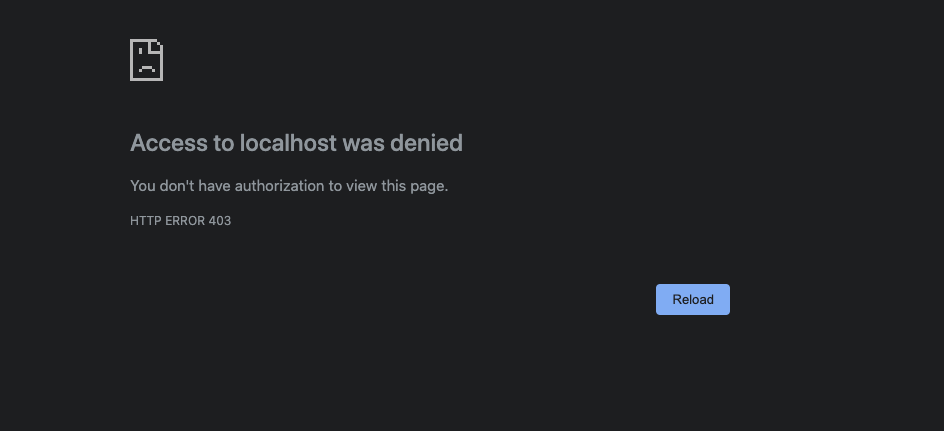 Access to localhost was denied
You don't have authorization to view this page.
HTTP ERROR 403
Reload